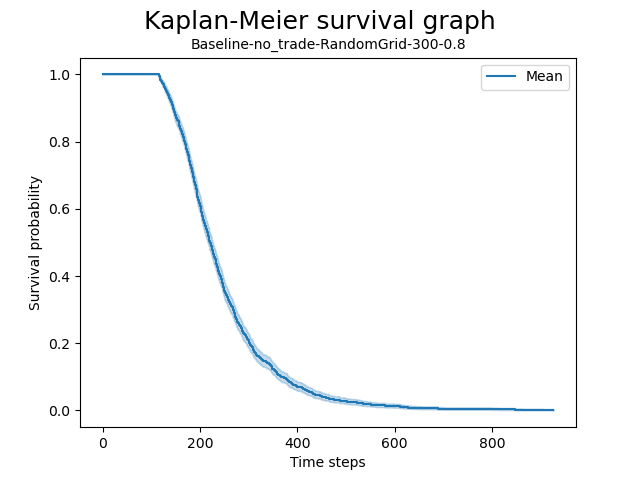 Kaplan-Meier survival graph
Baseline-no_trade-RandomGrid-300-0.8
Mean
Survival probability
1.0
0.8
0.6
0.4
0.2
0.0
0 200 400 600 800
Time steps